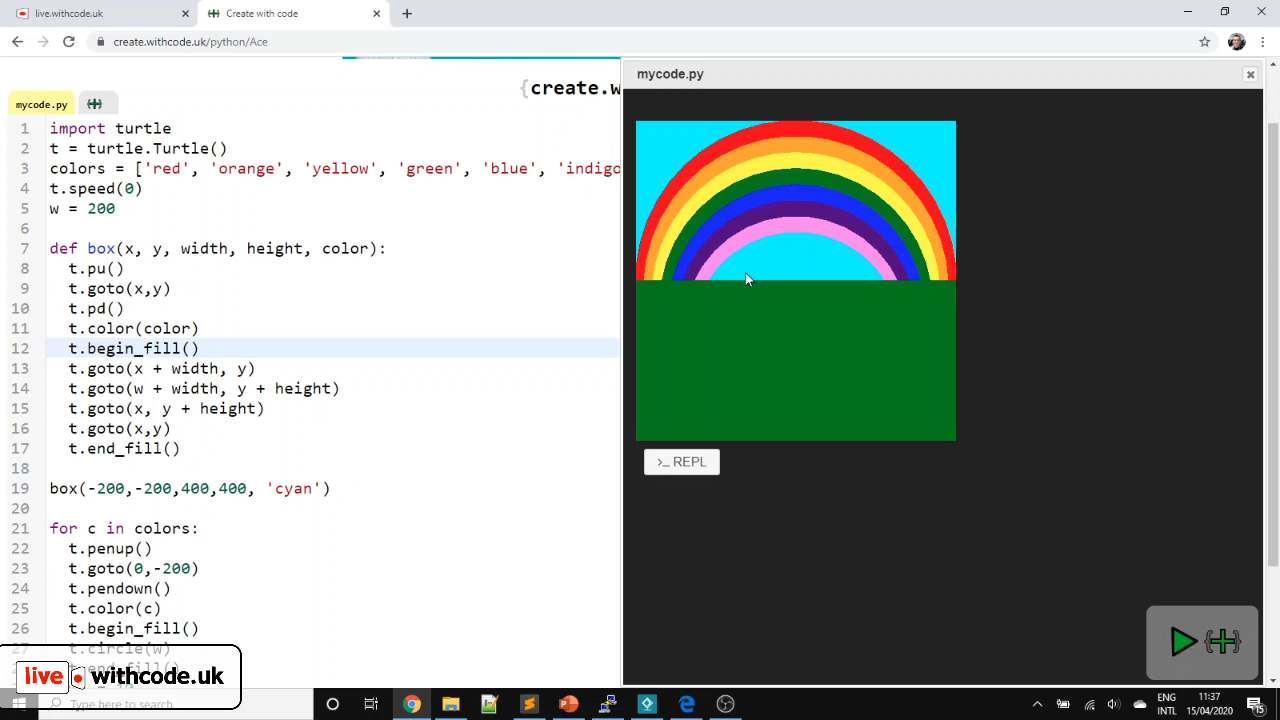 live.withcode.uk
Create with code
create.withcode.uk/python/Ace
{create.w
mycode.py
mycode.py
1 import turtle
2 t = turtle.Turtle()
3 colors = ['red', 'orange', 'yellow', 'green', 'blue', 'indigo
4 t.speed(0)
5 w = 200
6
7 def box(x, y, width, height, color):
8 t.pu()
9 t.goto(x,y)
10 t.pd()
11 t.color(color)
12 t.begin_fill()
13 t.goto(x + width, y)
14 t.goto(w + width, y + height)
15 t.goto(x, y + height)
16 t.goto(x,y)
17 t.end_fill()
18
19 box(-200,-200,400,400, 'cyan')
20
21 for c in colors:
22 t.penup()
23 t.goto(0,-200)
24 t.pendown()
25 t.color(c)
26 t.begin_fill()
27 t.circle(w)
>_ REPL
live withcode.uk
Type here to search
ENG
INTL
11:37
15/04/2020